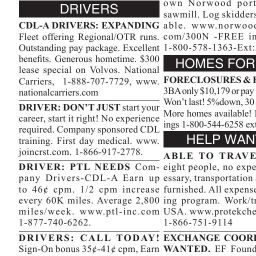 DRIVERS
CDL-A DRIVERS: EXPANDING
Fleet offering Regional/OTR runs.
Outstanding pay package. Excellent
benefits. Generous hometime. $300
lease special on Volvos. National
Carriers, 1-888-707-7729, www.
nationalcarriers.com
DRIVER: DON'T JUST start your
career, start it right! No experience
required. Company sponsored CDL
training. First day medical. www.
joincrst.com. 1-866-917-2778.
DRIVER: PTL NEEDS Com-
pany Drivers-CDL-A Earn up
to 46¢ cpm. 1/2 cpm increase
every 60K miles. Average 2,800
miles/week. www.ptl-inc.com
1-877-740-6262.
DRIVERS: CALL TODAY!
Sign-On bonus 35¢-41¢ cpm, Earn
own Norwood port
sawmill. Log skidders
able. www.norwood
com/300N -FREE in
1-800-578-1363-Ext:
HOMES FOR
FORECLOSURES &
3BA only $10,179 or pay
Won't last! 5%down, 30
More homes available!
ings 1-800-544-6258 ex
HELP WAN
ABLE TO TRAVE
eight people, no expe
essary, transportation
furnished. All expense
ing program. Work/tr
USA. www.protekche
1-866-751-9114
EXCHANGE COORI
WANTED. EF Found